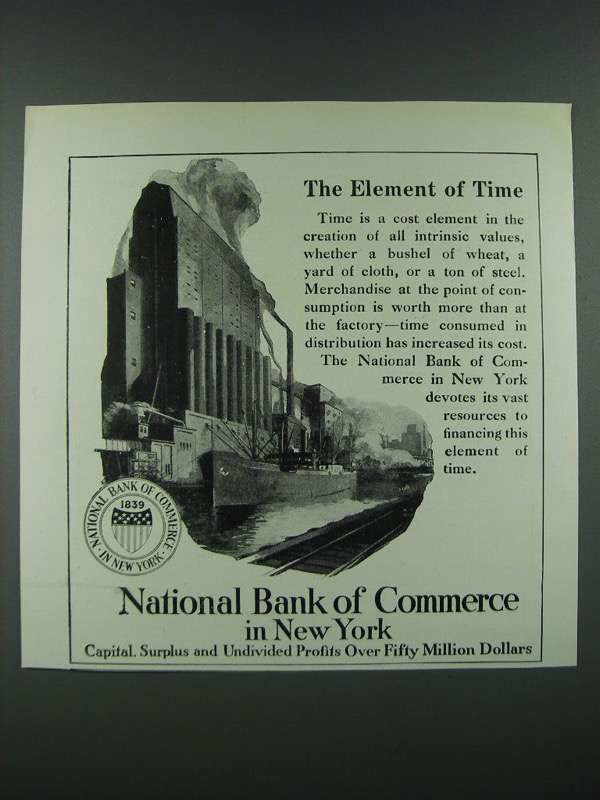 The Element of Time
Time is a cost element in the
creation of all intrinsic values,
whether a bushel of wheat, a
yard of cloth, or a ton of steel.
Merchandise at the point of con-
sumption is worth more than at
the factory—time consumed in
distribution has increased its cost.
The National Bank of Com-
merce in New York
devotes its vast
resources to
financing this
element of
time.
NATIONAL BANK OF COMMERCE
1839
· IN NEW YORK ·
National Bank of Commerce
in New York
Capital. Surplus and Undivided Profits Over Fifty Million Dollars